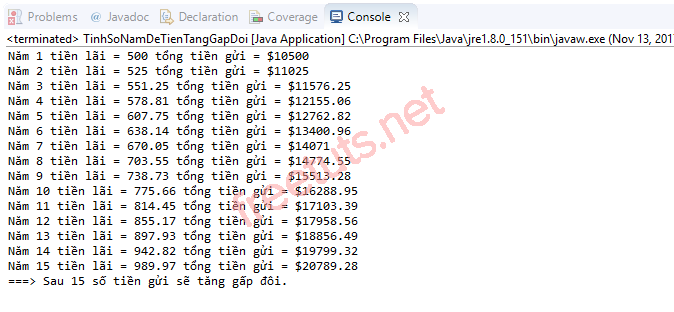 Problems @ Javadoc Declaration Coverage Console
<terminated> TinhSoNamDeTienTangGapDoi [Java Application] C:\Program Files\Java\jre1.8.0_151\bin\javaw.exe (Nov 13, 201
Năm 1 tiền lãi = 500 tổng tiền gửi = $10500
Năm 2 tiền lãi = 525 tổng tiền gửi = $11025
Năm 3 tiền lãi = 551.25 tổng tiền gửi = $11576.25
Năm 4 tiền lãi = 578.81 tổng tiền gửi = $12155.06
Năm 5 tiền lãi = 607.75 tổng tiền gửi = $12762.82
Năm 6 tiền lãi = 638.14 tổng tiền gửi = $13400.96
Năm 7 tiền lãi = 670.05 tổng tiền gửi = $14071
Năm 8 tiền lãi = 703.55 tổng tiền gửi = $14774.55
Năm 9 tiền lãi = 738.73 tổng tiền gửi = $15513.28
Năm 10 tiền lãi = 775.66 tổng tiền gửi = $16288.95
Năm 11 tiền lãi = 814.45 tổng tiền gửi = $17103.39
Năm 12 tiền lãi = 855.17 tổng tiền gửi = $17958.56
Năm 13 tiền lãi = 897.93 tổng tiền gửi = $18856.49
Năm 14 tiền lãi = 942.82 tổng tiền gửi = $19799.32
Năm 15 tiền lãi = 989.97 tổng tiền gửi = $20789.28
===> Sau 15 số tiền gửi sẽ tăng gấp đôi.
freetuts.net